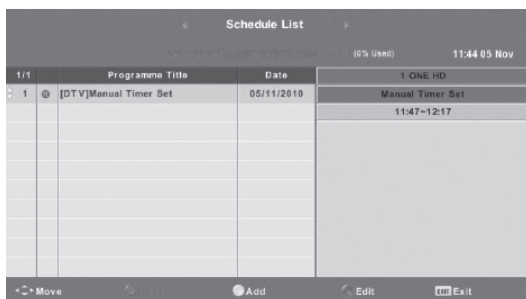 Schedule List
(0% Used) 11:44 05 Nov
1/1 Programme Title Date 1 ONE HD
1 [DTV]Manual Timer Set 05/11/2010 Manual Timer Set
11:47~12:17
Move Add Edit EXIT Exit